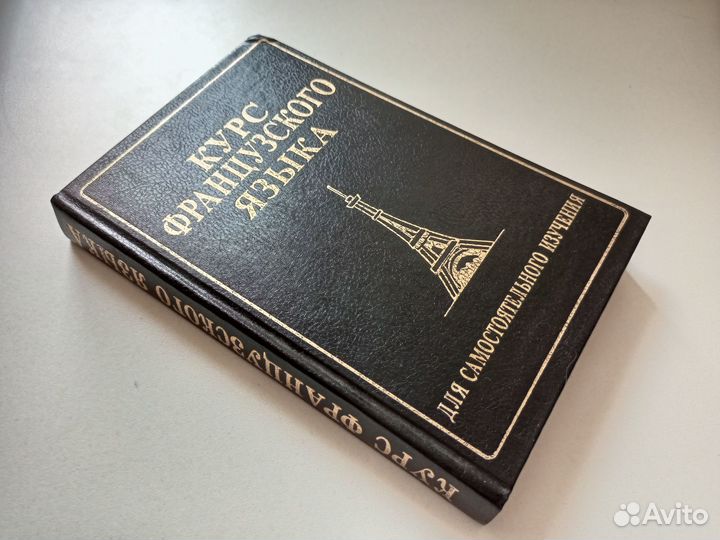 КУРС
ФРАНЦУЗСКОГО
ЯЗЫКА
ДЛЯ САМОСТОЯТЕЛЬНОГО ИЗУЧЕНИЯ
КУРС ФРАНЦУЗСКОГО ЯЗЫКА
Avito